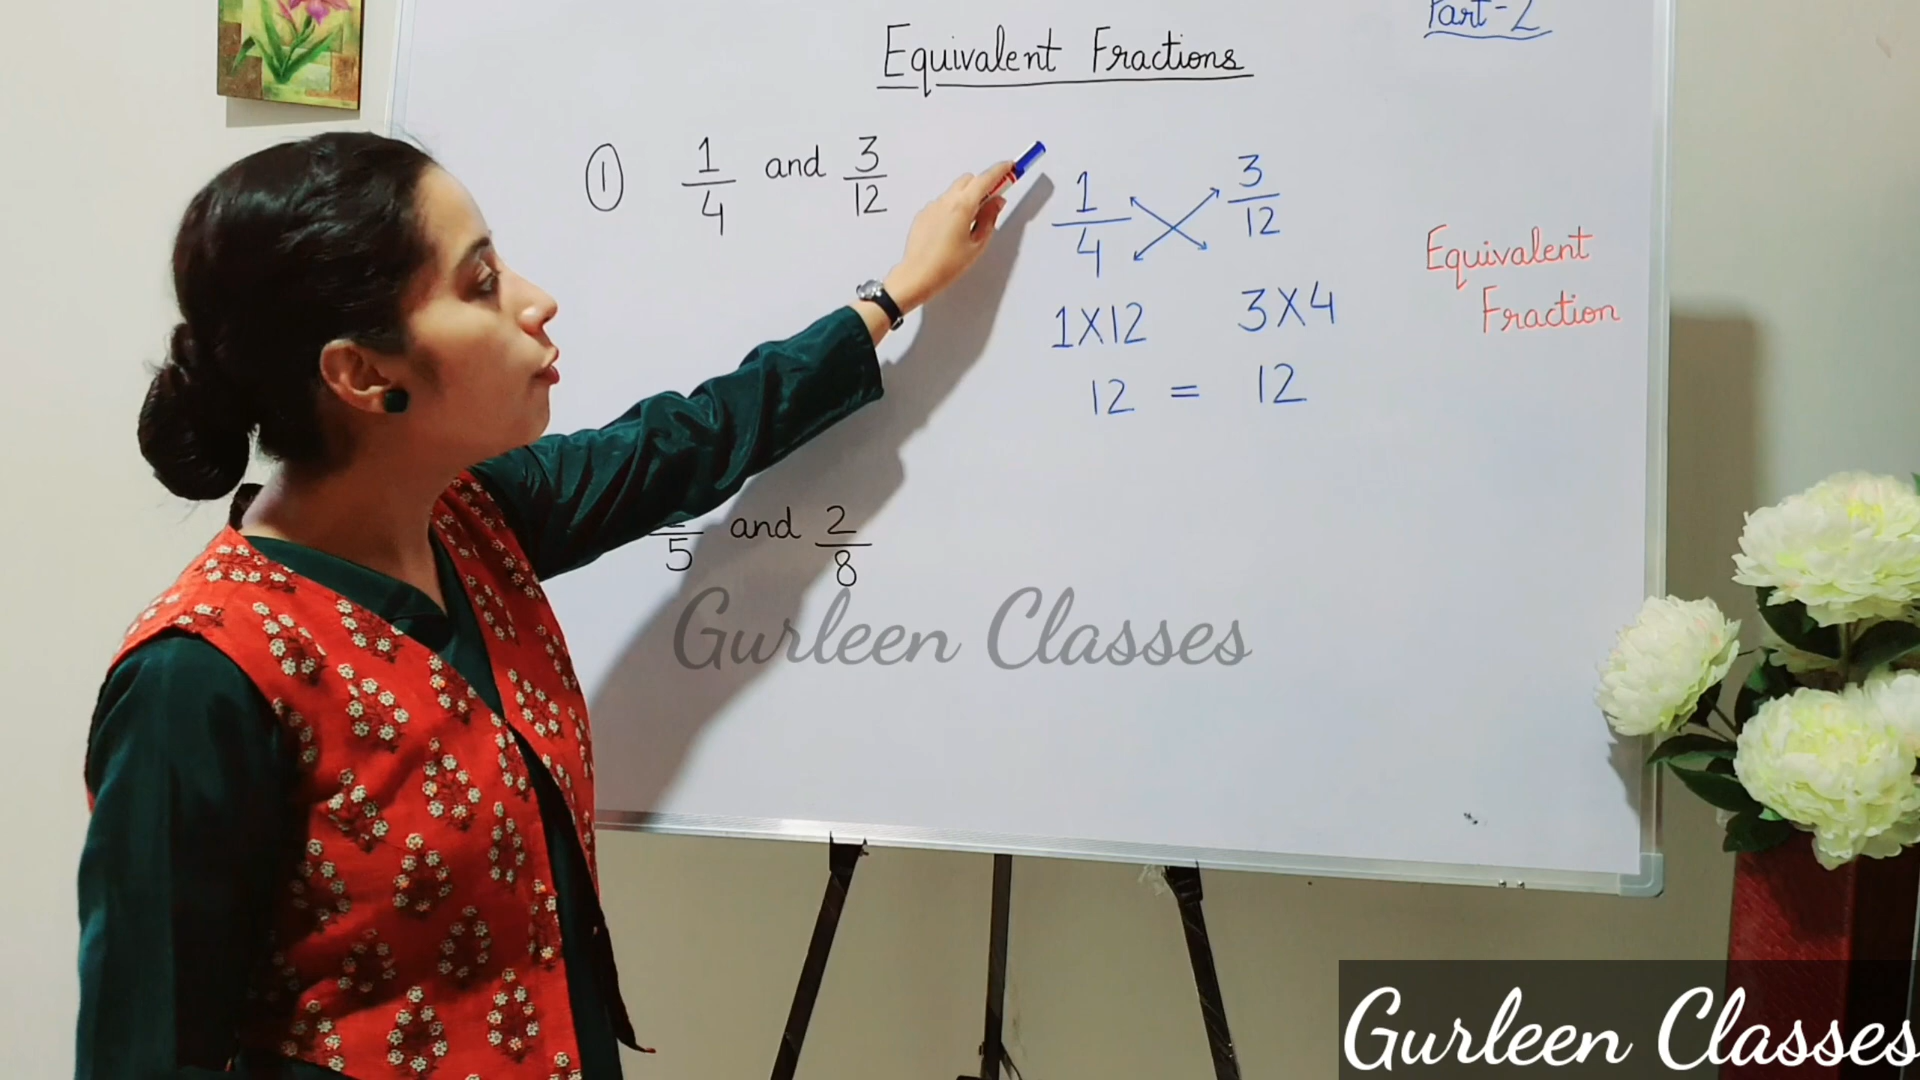 Part-2
Equivalent Fractions
① 1/4 and 3/12
1/4 3/12
1X12 3X4
12 = 12
Equivalent
Fraction
5 and 2/8
Gurleen Classes
Gurleen Classes